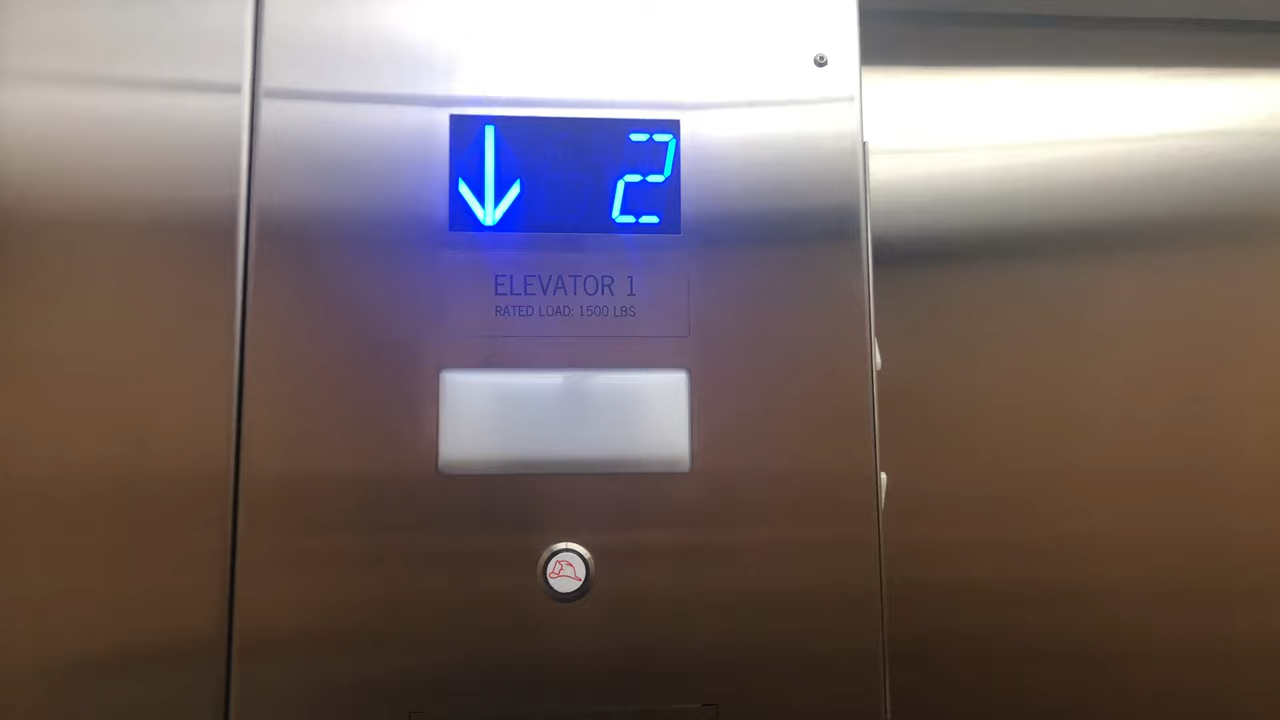 ↓ 2
ELEVATOR 1
RATED LOAD: 1500 LBS